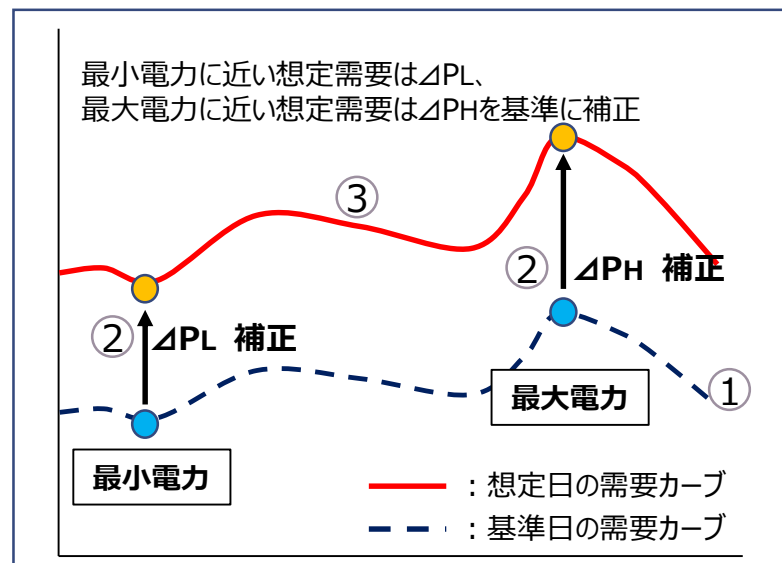 最小電力に近い想定需要は⊿PL、
最大電力に近い想定需要は⊿PHを基準に補正
③
②
⊿PH 補正
②
⊿PL 補正
最大電力
①
最小電力
：想定日の需要カーブ
：基準日の需要カーブ